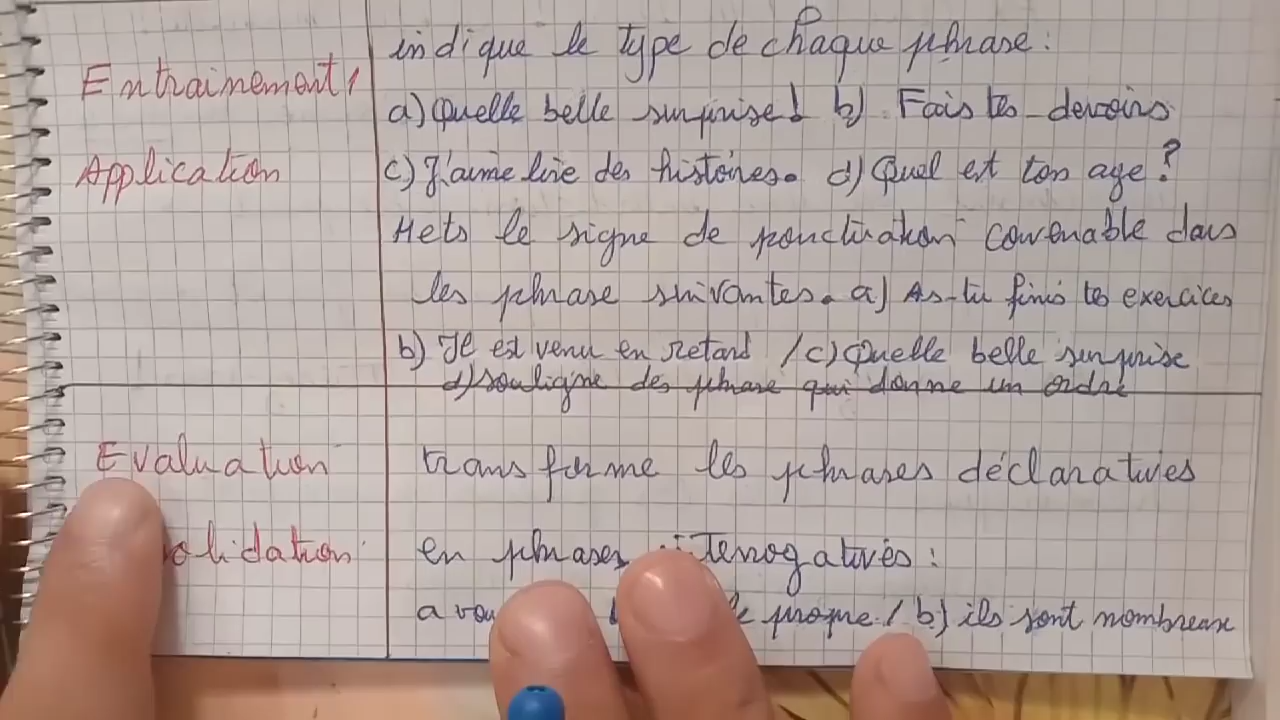 indique le type de chaque phrase:
Entrainement/
a) Quelle belle surprise! b) Fais tes devoirs
Application
c) J'aime lire des histoires. d) Quel est ton age?
Mets le signe de ponctuation convenable dans
les phrase suivantes. a) As-tu finis tes exercices
b) Il est venu en retard / c) Quelle belle surprise
d) souligne des phrase qui donne un ordre
Evaluation transforme les phrases déclaratives
en phrases
a propre / b) ils sont nombreux